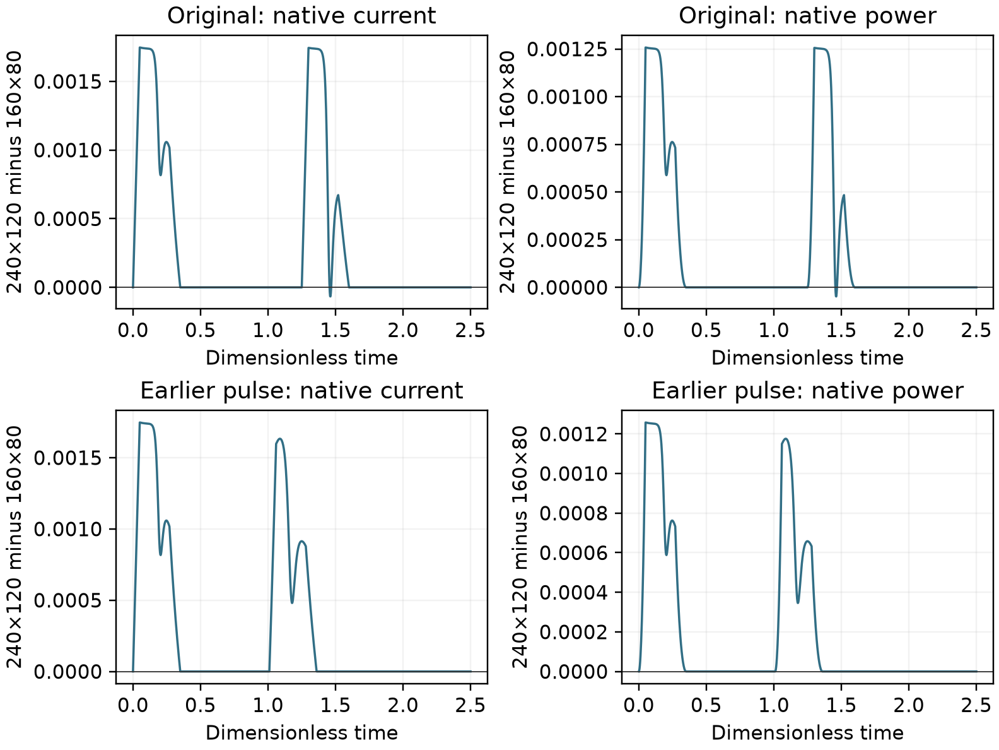 Original: native current
240×120 minus 160×80
0.0015
0.0010
0.0005
0.0000
0.0 0.5 1.0 1.5 2.0 2.5
Dimensionless time
Original: native power
240×120 minus 160×80
0.00125
0.00100
0.00075
0.00050
0.00025
0.00000
0.0 0.5 1.0 1.5 2.0 2.5
Dimensionless time
Earlier pulse: native current
240×120 minus 160×80
0.0015
0.0010
0.0005
0.0000
0.0 0.5 1.0 1.5 2.0 2.5
Dimensionless time
Earlier pulse: native power
240×120 minus 160×80
0.0012
0.0010
0.0008
0.0006
0.0004
0.0002
0.0000
0.0 0.5 1.0 1.5 2.0 2.5
Dimensionless time